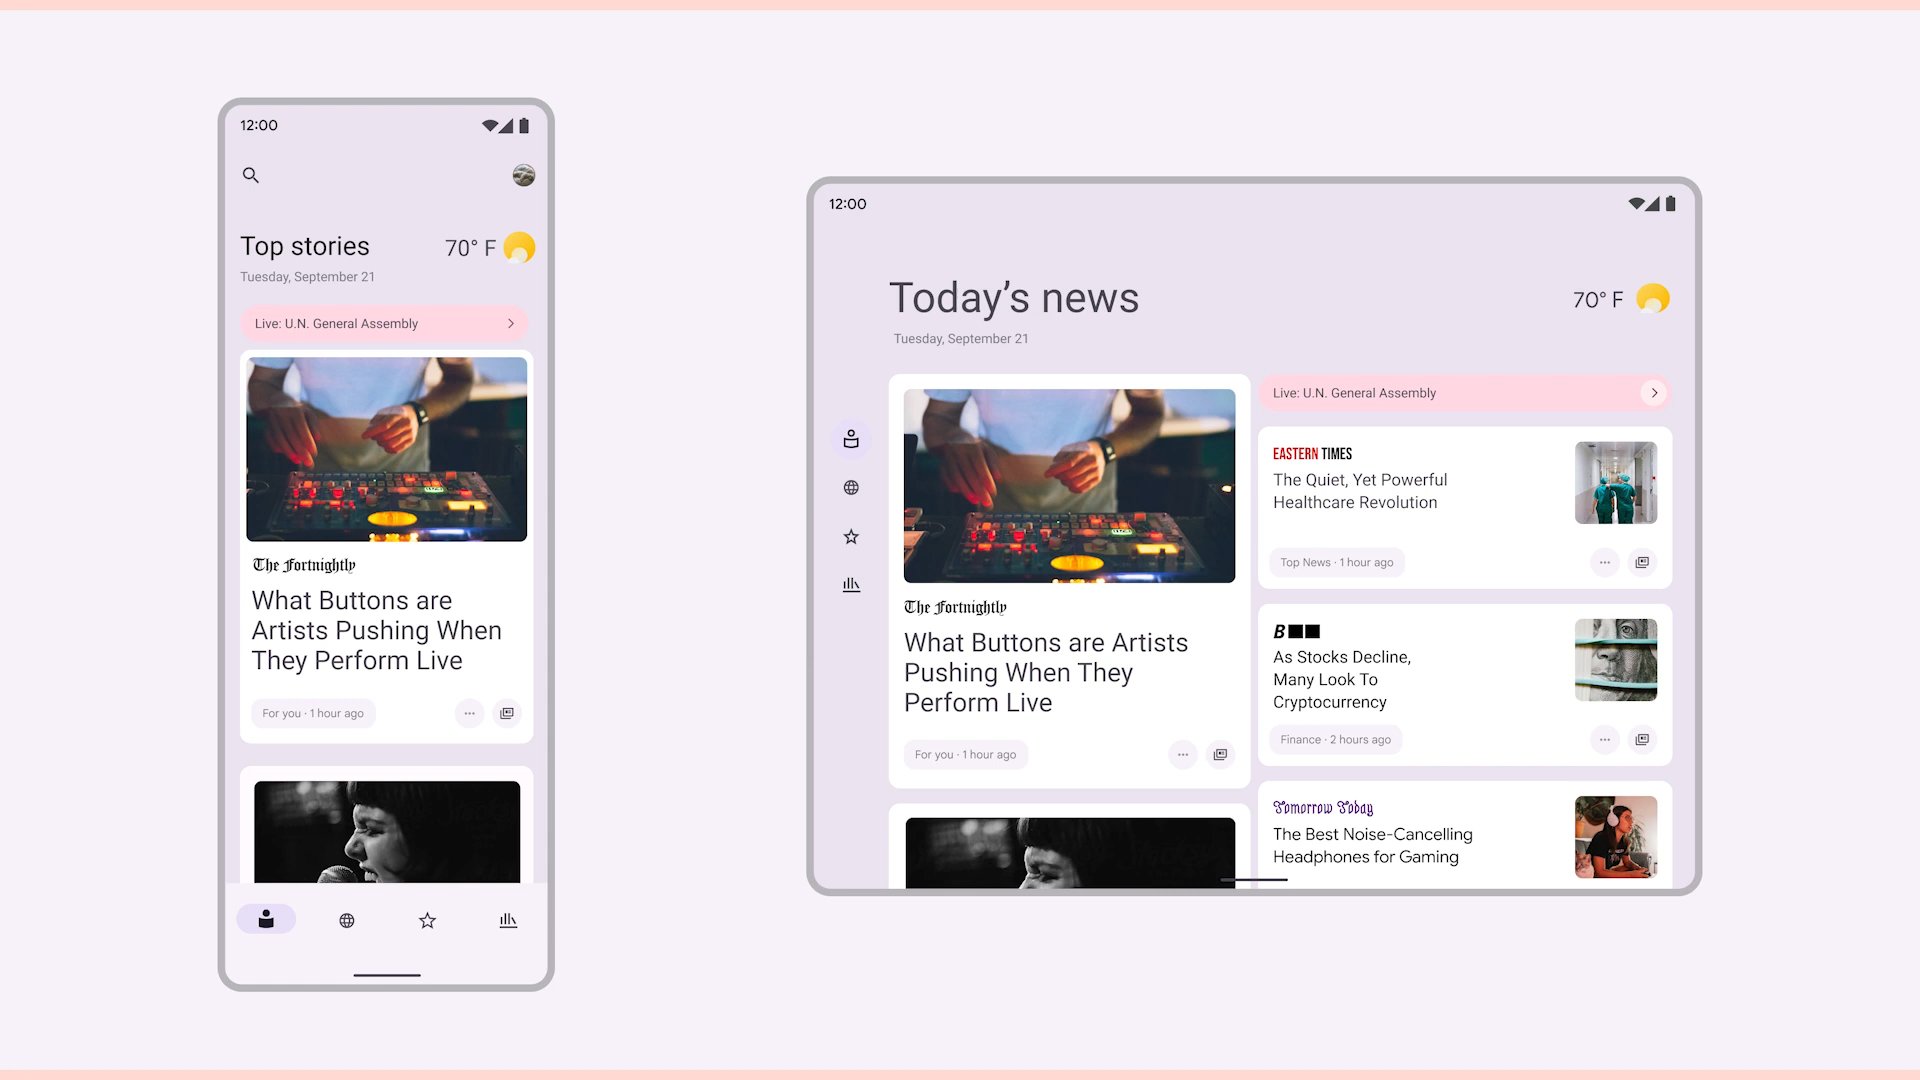 12:00
Top stories
70° F
Tuesday, September 21
Live: U.N. General Assembly
The Fortnightly
What Buttons are
Artists Pushing When
They Perform Live
For you · 1 hour ago
12:00
Today’s news
70° F
Tuesday, September 21
The Fortnightly
What Buttons are Artists
Pushing When They
Perform Live
For you · 1 hour ago
Live: U.N. General Assembly
EASTERN TIMES
The Quiet, Yet Powerful
Healthcare Revolution
Top News · 1 hour ago
B■■
As Stocks Decline,
Many Look To
Cryptocurrency
Finance · 2 hours ago
Tomorrow Today
The Best Noise-Cancelling
Headphones for Gaming